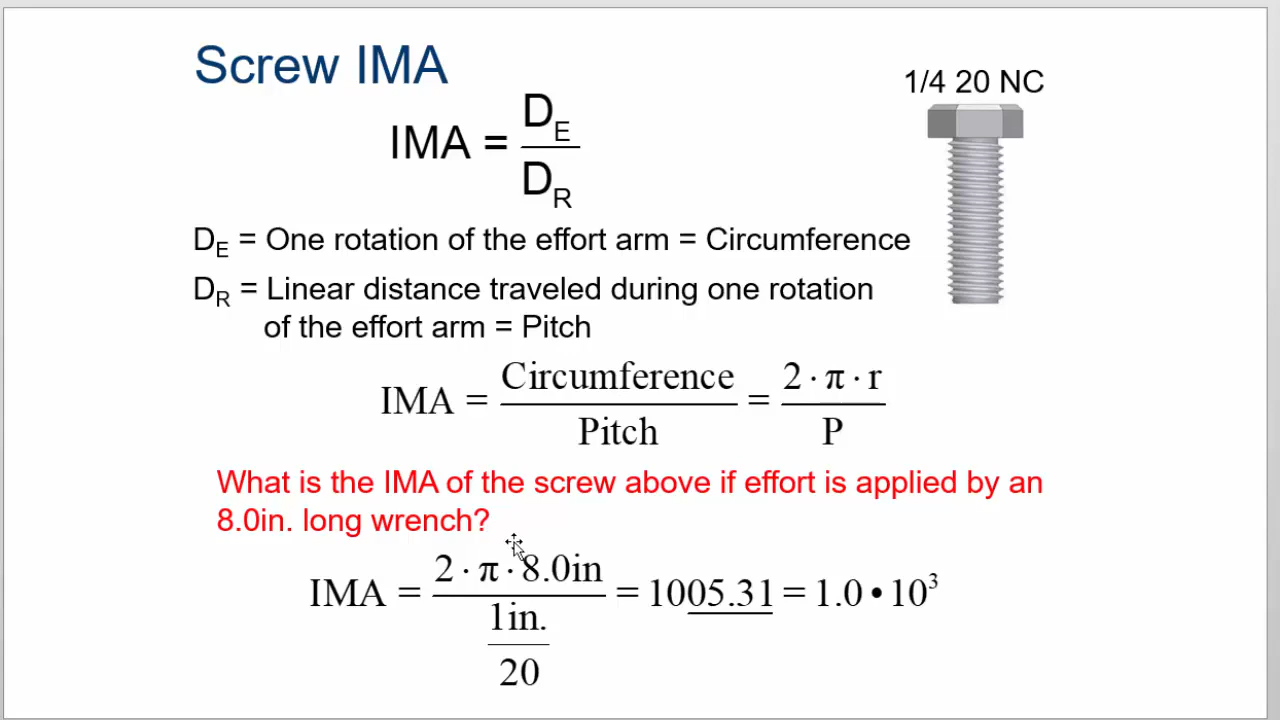 Screw IMA
1/4 20 NC
IMA = D_E / D_R
D_E = One rotation of the effort arm = Circumference
D_R = Linear distance traveled during one rotation
of the effort arm = Pitch
IMA = Circumference / Pitch = 2 · π · r / P
What is the IMA of the screw above if effort is applied by an
8.0in. long wrench?
IMA = 2 · π · 8.0in / 1in. / 20 = 1005.31 = 1.0 • 10³